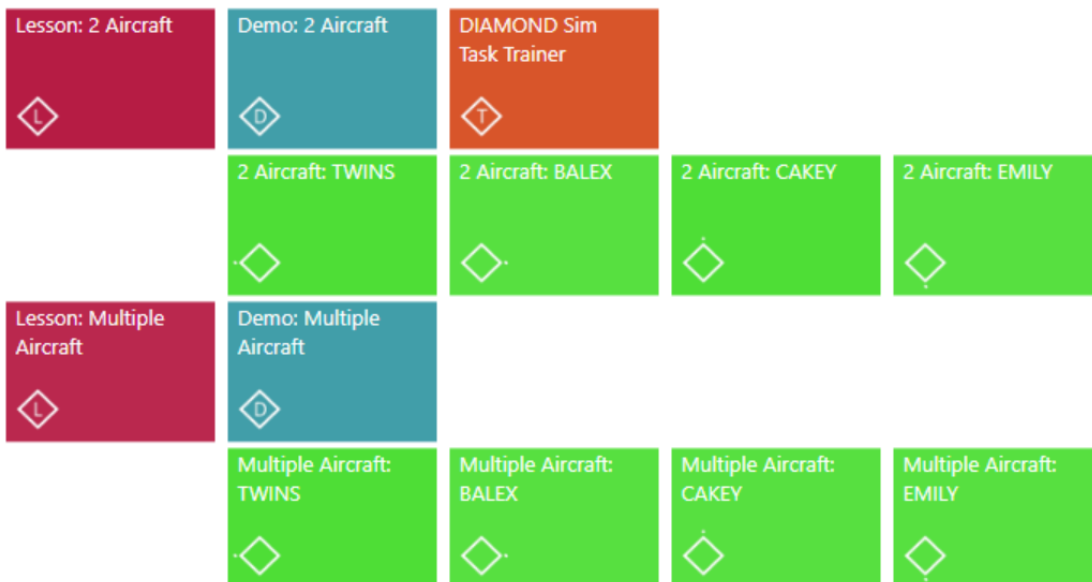 Lesson: 2 Aircraft
L
Demo: 2 Aircraft
D
DIAMOND Sim
Task Trainer
T
2 Aircraft: TWINS
2 Aircraft: BALEX
2 Aircraft: CAKEY
2 Aircraft: EMILY
Lesson: Multiple
Aircraft
L
Demo: Multiple
Aircraft
D
Multiple Aircraft:
TWINS
Multiple Aircraft:
BALEX
Multiple Aircraft:
CAKEY
Multiple Aircraft:
EMILY